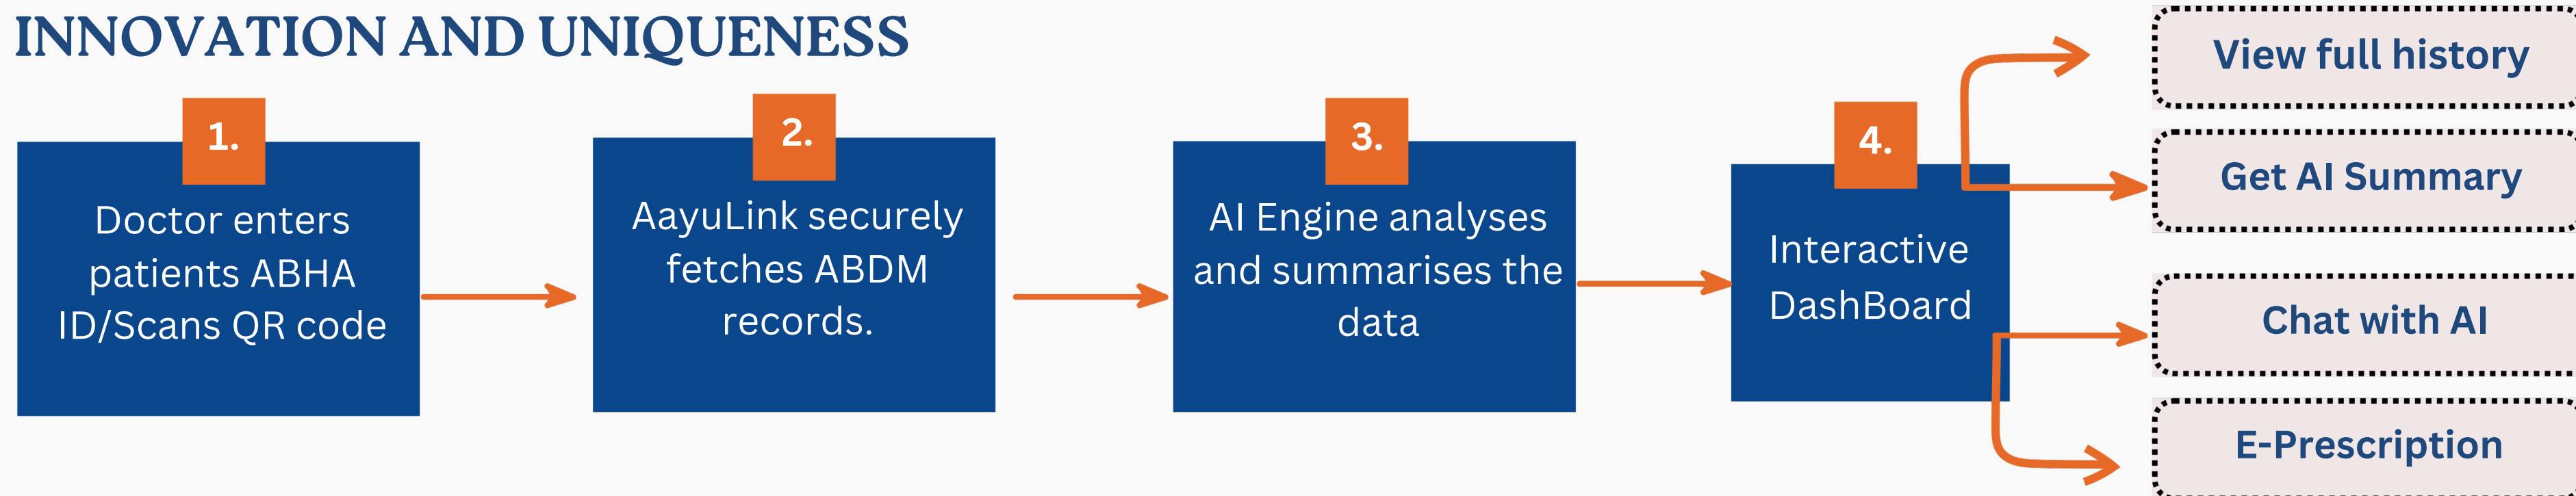 INNOVATION AND UNIQUENESS
1.
Doctor enters
patients ABHA
ID/Scans QR code
2.
AayuLink securely
fetches ABDM
records.
3.
AI Engine analyses
and summarises the
data
4.
Interactive
DashBoard
View full history
Get AI Summary
Chat with AI
E-Prescription